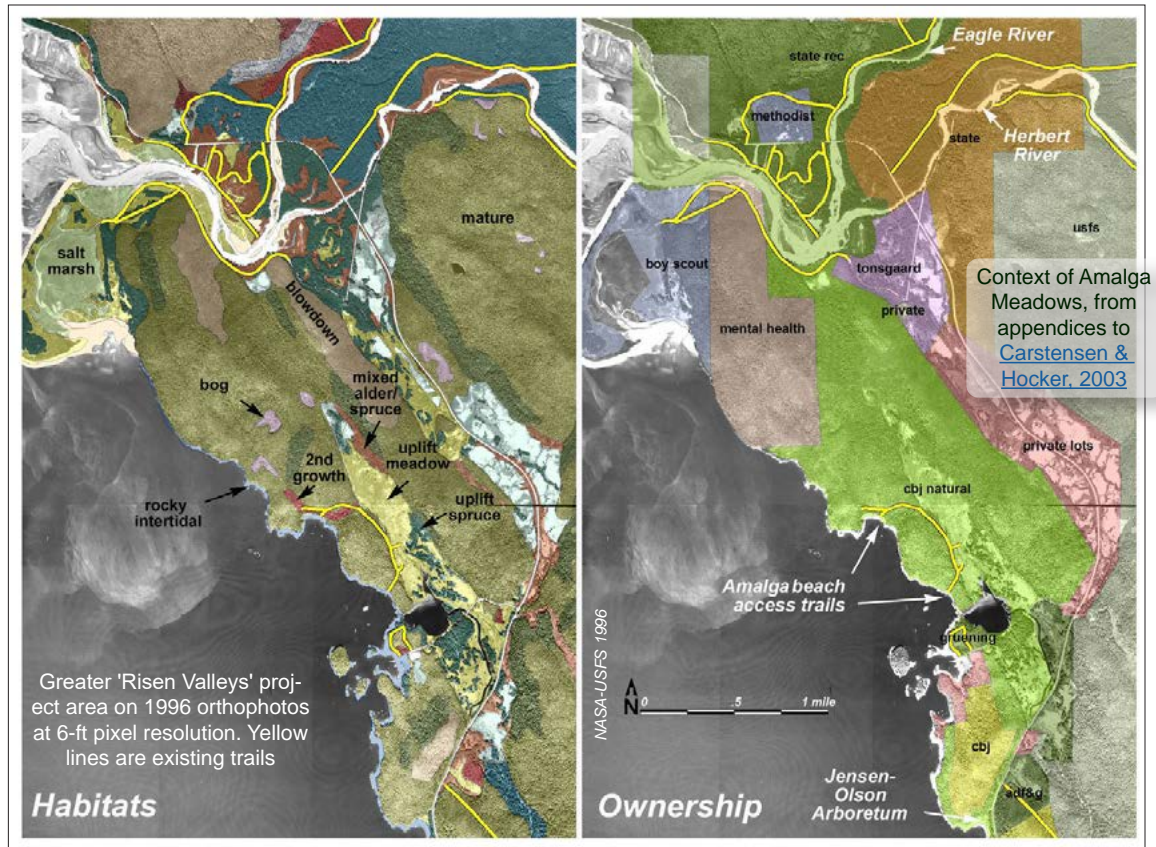 mature
salt
marsh
blowdown
bog
mixed
alder/
spruce
2nd
growth
uplift
meadow
uplift
spruce
rocky
intertidal
Greater 'Risen Valleys' proj-
ect area on 1996 orthophotos
at 6-ft pixel resolution. Yellow
lines are existing trails
Habitats
state rec
Eagle River
methodist
state
Herbert
River
usfs
boy scout
tonsgaard
private
mental health
Context of Amalga
Meadows, from
appendices to
Carstensen &
Hocker, 2003
private lots
cbj natural
Amalga beach
access trails
gruening
NASA-USFS 1996
N
0 .5 1 mile
cbj
Jensen-
Olson
Arboretum
adf&g
Ownership